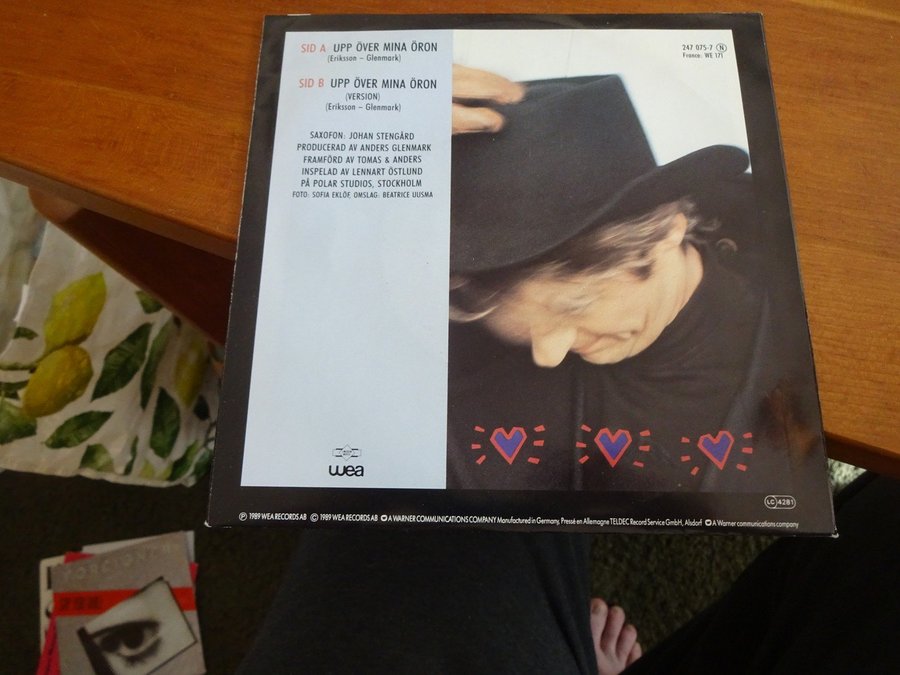 SID A UPP ÖVER MINA ÖRON
(Eriksson – Glenmark)
SID B UPP ÖVER MINA ÖRON
(VERSION)
(Eriksson – Glenmark)
SAXOFON: JOHAN STENGÅRD
PRODUCERAD AV ANDERS GLENMARK
FRAMFÖRD AV TOMAS & ANDERS
INSPELAD AV LENNART ÖSTLUND
PÅ POLAR STUDIOS, STOCKHOLM
FOTO: SOFIA EKLÖF, OMSLAG: BEATRICE UUSMA
247 075-7 N
France: WE 171
wea
LC 4281
℗ 1989 WEA RECORDS AB © 1989 WEA RECORDS AB A WARNER COMMUNICATIONS COMPANY Manufactured in Germany, Pressé en Allemagne TELDEC Record Service GmbH, Alsdorf A Warner communications company
FOREIGNER